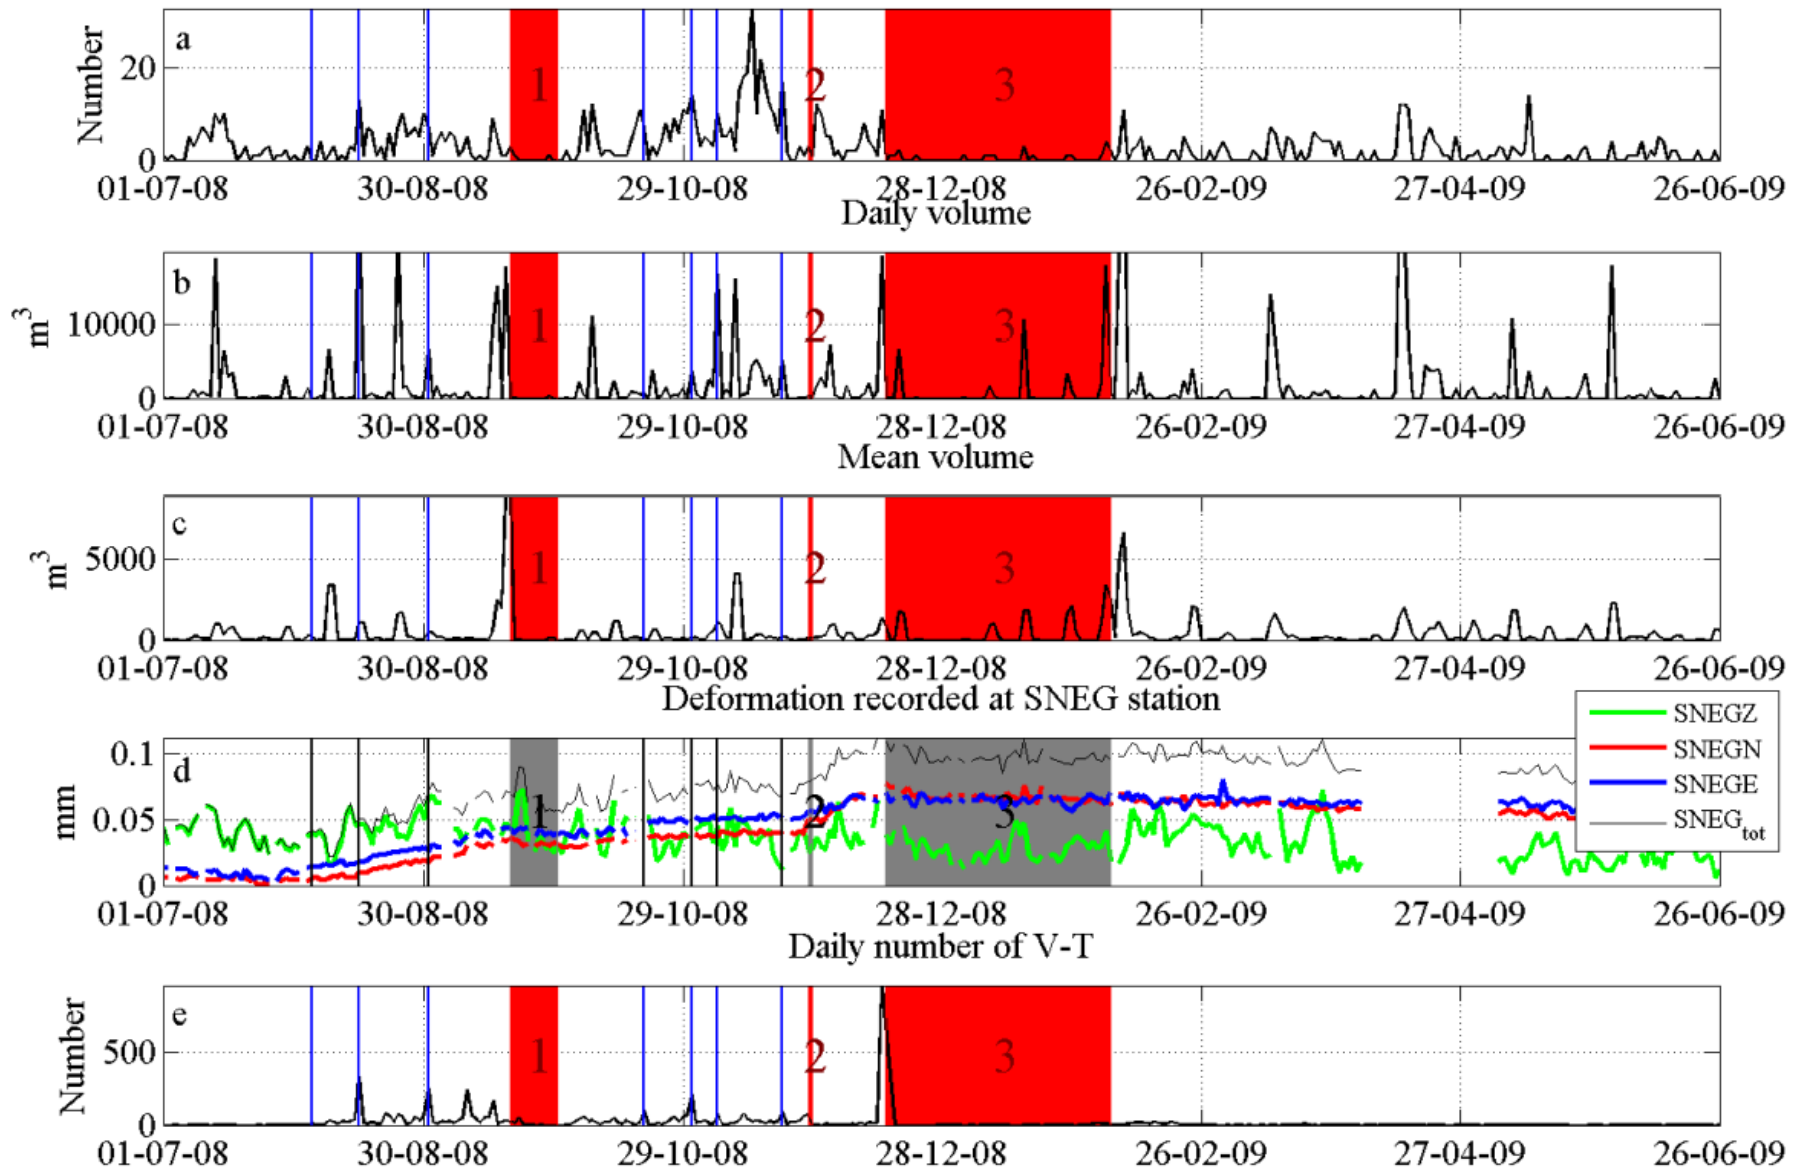 a
Number
20
0
1
2
3
01-07-08 30-08-08 29-10-08 28-12-08 26-02-09 27-04-09 26-06-09
Daily volume
b
m3
10000
0
1
2
3
01-07-08 30-08-08 29-10-08 28-12-08 26-02-09 27-04-09 26-06-09
Mean volume
c
m3
5000
0
1
2
3
01-07-08 30-08-08 29-10-08 28-12-08 26-02-09 27-04-09 26-06-09
Deformation recorded at SNEG station
d
mm
0.1
0.05
0
1
2
3
SNEGZ
SNEGN
SNEGE
SNEGtot
01-07-08 30-08-08 29-10-08 28-12-08 26-02-09 27-04-09 26-06-09
Daily number of V-T
e
Number
500
0
1
2
3
01-07-08 30-08-08 29-10-08 28-12-08 26-02-09 27-04-09 26-06-09